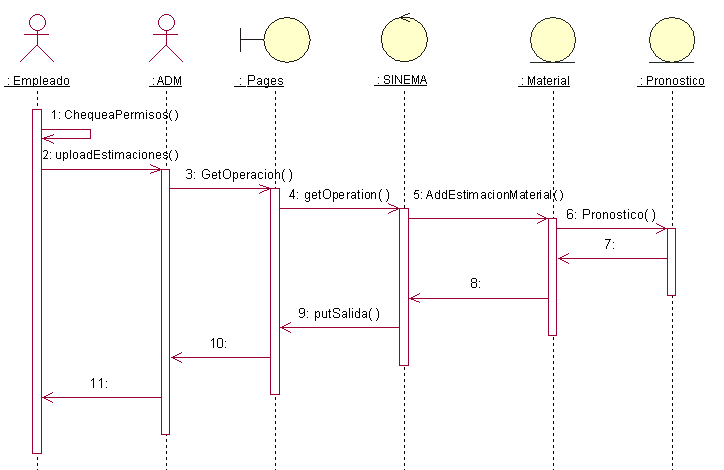 : Empleado
: ADM
: Pages
: SINEMA
: Material
: Pronostico
1: ChequeaPermisos( )
2: uploadEstimaciones( )
3: GetOperacion( )
4: getOperation( )
5: AddEstimacionMaterial( )
6: Pronostico( )
7:
8:
9: putSalida( )
10:
11: